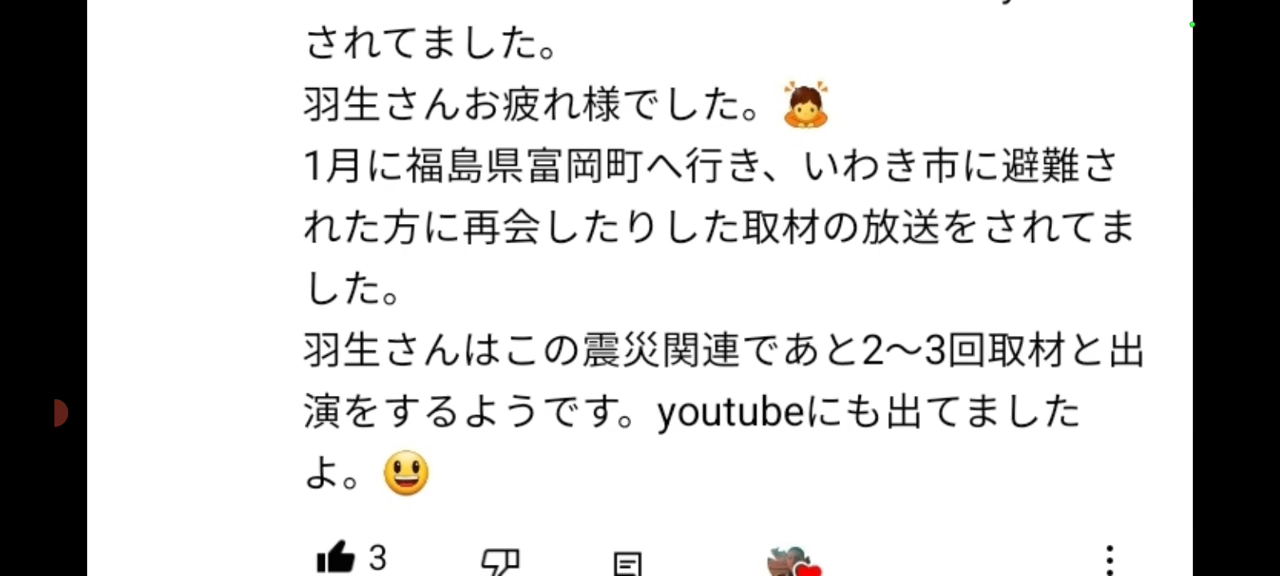 されてました。
羽生さんお疲れ様でした。🙇
1月に福島県富岡町へ行き、いわき市に避難さ
れた方に再会したりした取材の放送をされてま
した。
羽生さんはこの震災関連であと2〜3回取材と出
演をするようです。youtubeにも出てました
よ。😃
3